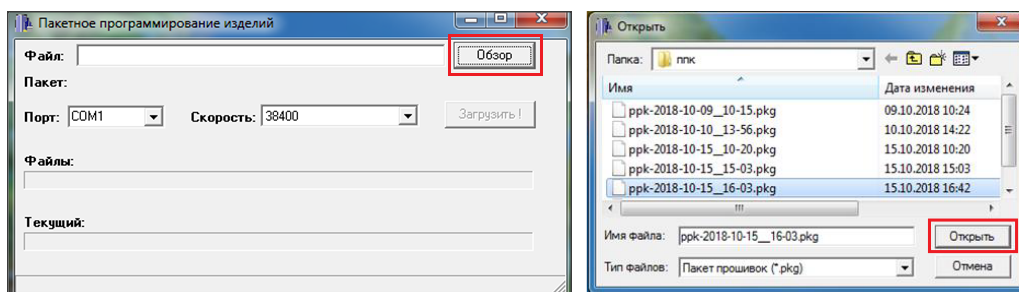 Пакетное программирование изделий
Файл:
Обзор
Пакет:
Порт: COM1 Скорость: 38400 Загрузить !
Файлы:
Текущий:
Открыть
Папка: ппк
Имя Дата изменения
ppk-2018-10-09__10-15.pkg 09.10.2018 10:24
ppk-2018-10-10__13-56.pkg 10.10.2018 14:22
ppk-2018-10-15__10-20.pkg 15.10.2018 10:20
ppk-2018-10-15__15-03.pkg 15.10.2018 15:03
ppk-2018-10-15__16-03.pkg 15.10.2018 16:42
Имя файла: ppk-2018-10-15__16-03.pkg Открыть
Тип файлов: Пакет прошивок (*.pkg) Отмена